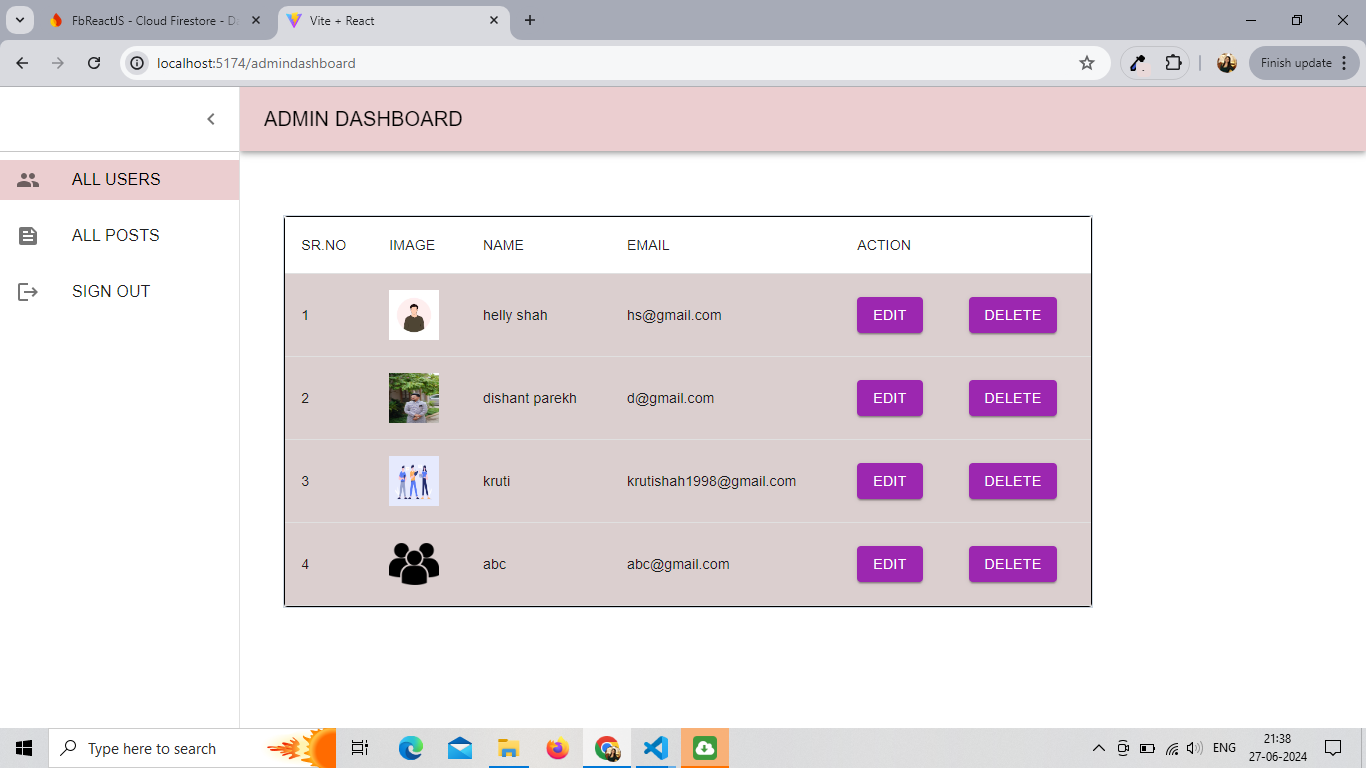 FbReactJS - Cloud Firestore - D
Vite + React
localhost:5174/admindashboard
Finish update
ADMIN DASHBOARD
ALL USERS
ALL POSTS
SIGN OUT
SR.NO IMAGE NAME EMAIL ACTION
1 helly shah hs@gmail.com EDIT DELETE
2 dishant parekh d@gmail.com EDIT DELETE
3 kruti krutishah1998@gmail.com EDIT DELETE
4 abc abc@gmail.com EDIT DELETE
Type here to search
ENG
21:38
27-06-2024